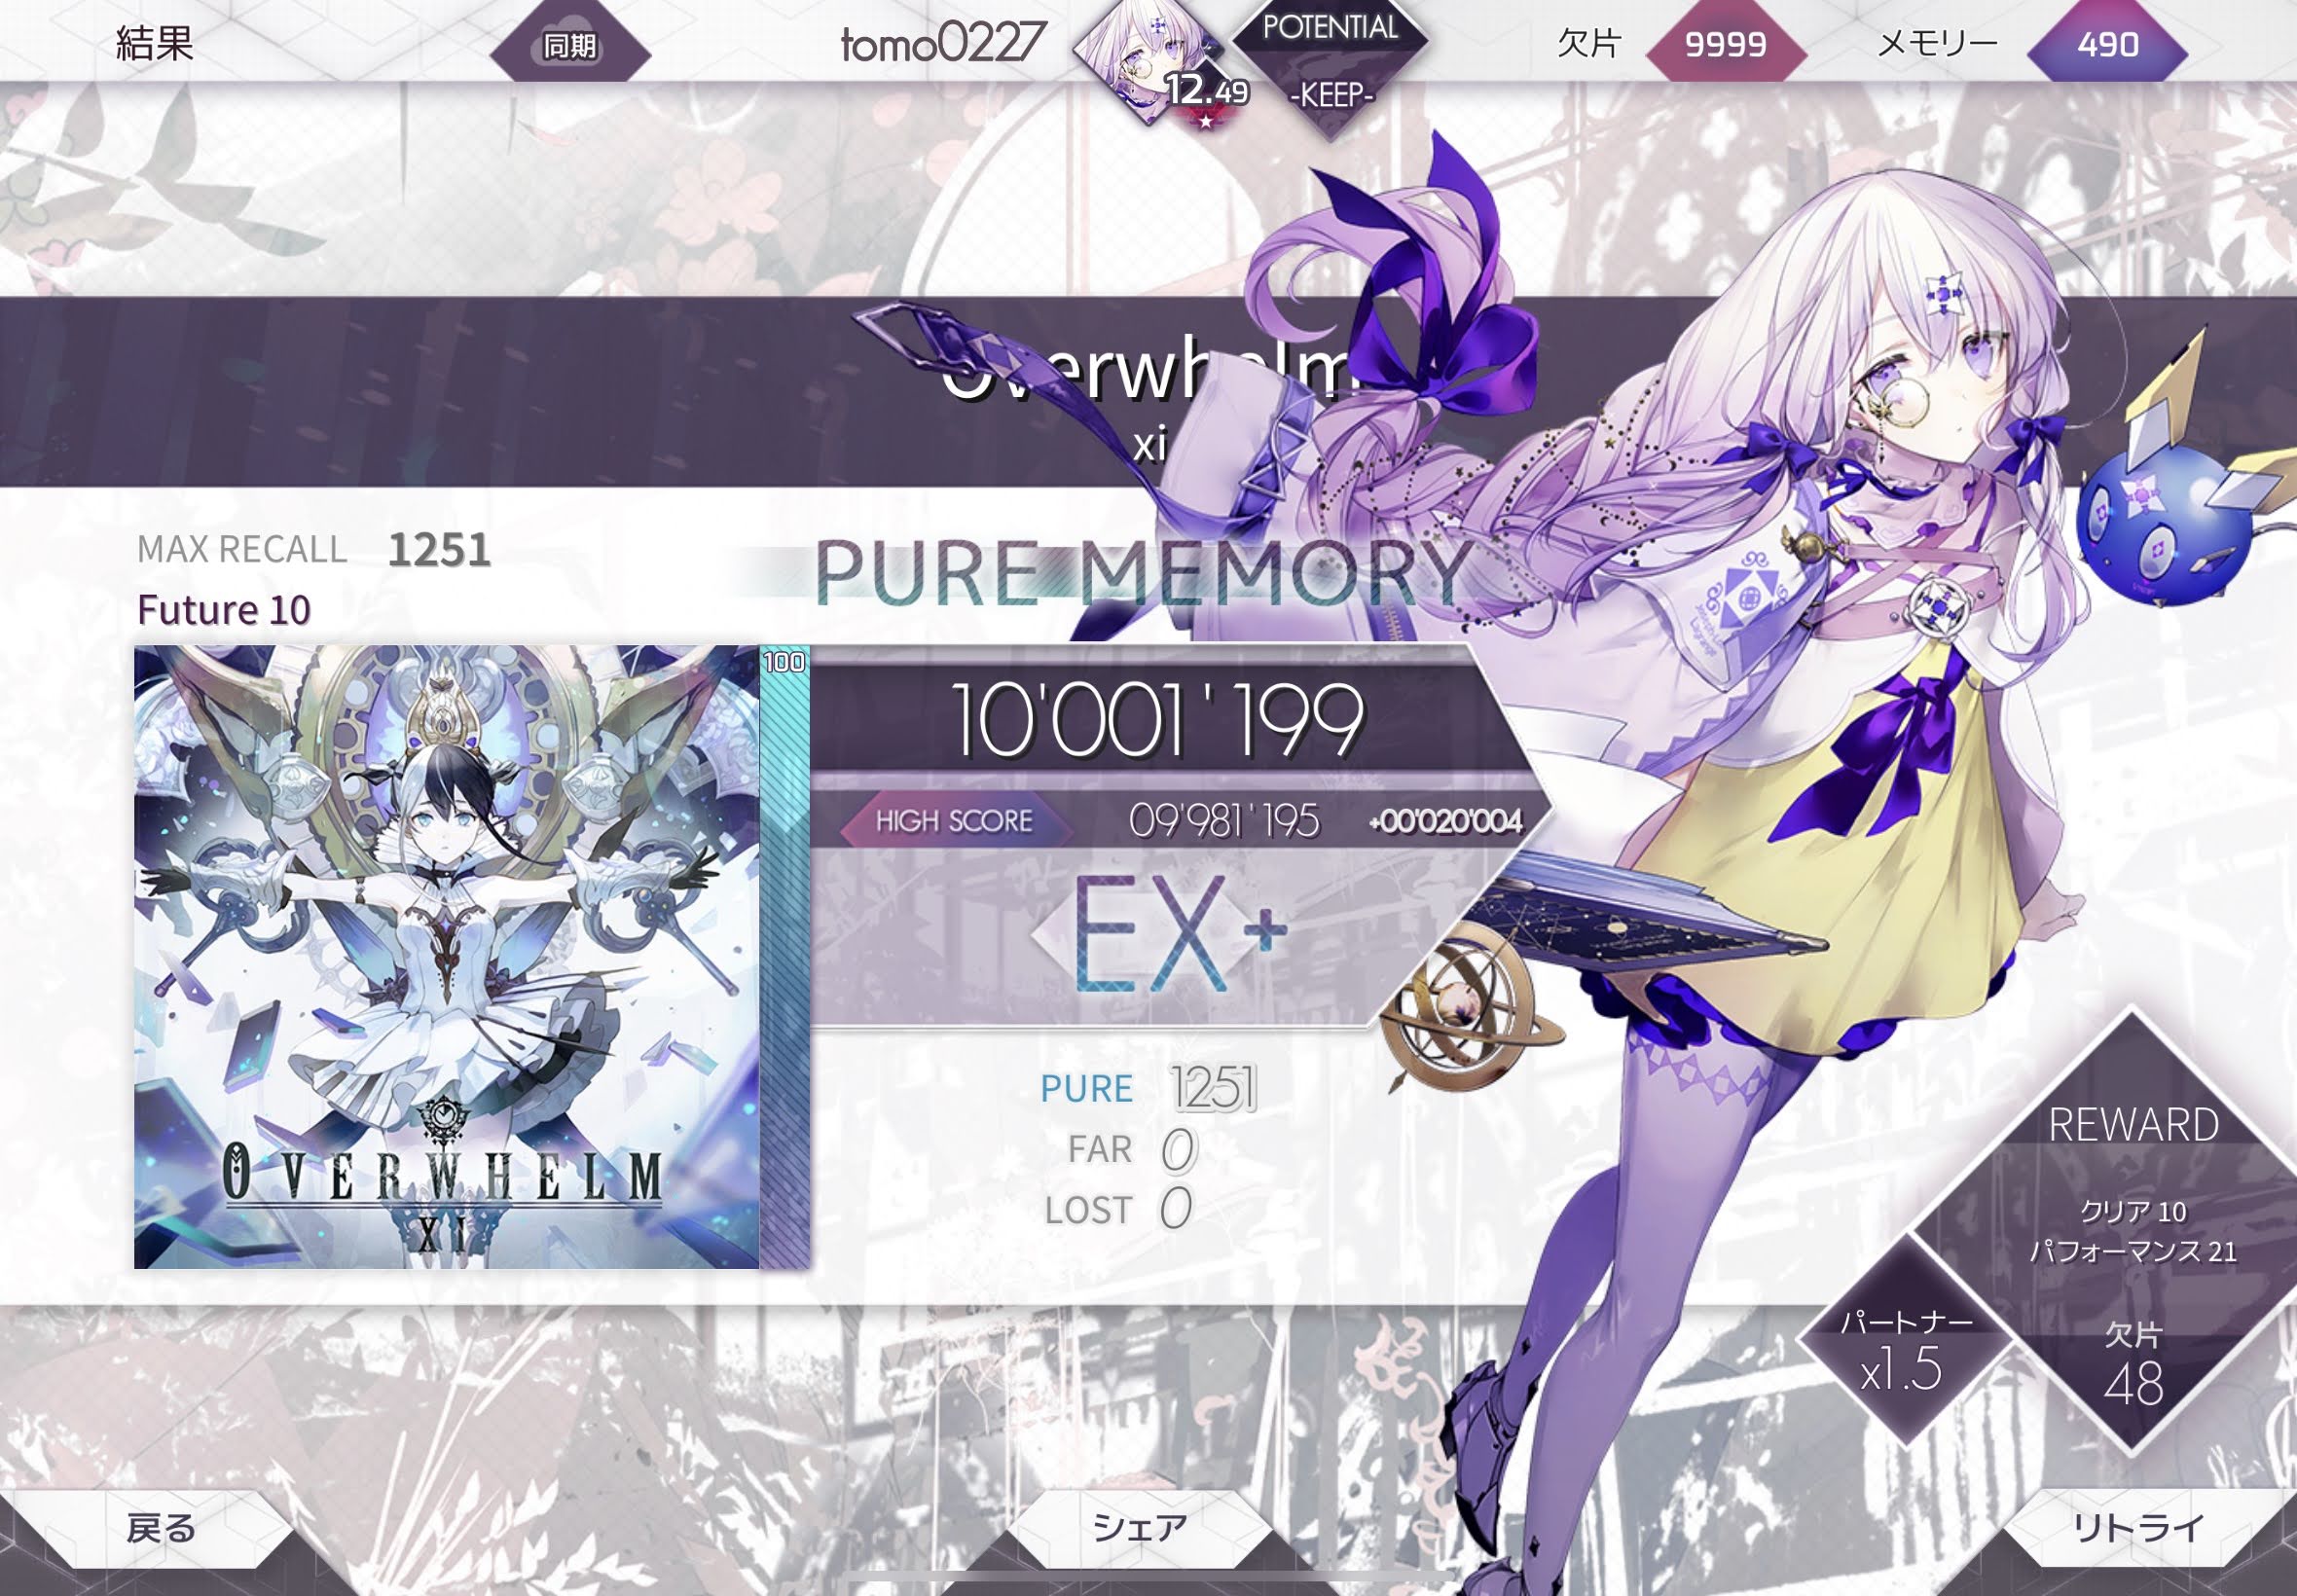 結果
同期
tomo0227
12.49
POTENTIAL
-KEEP-
欠片
9999
メモリー
490
Overwhelm
xi
MAX RECALL 1251
Future 10
PURE MEMORY
100
10'001'199
HIGH SCORE 09'981'195 +00'020'004
EX+
OVERWHELM
XI
PURE 1251
FAR 0
LOST 0
REWARD
クリア 10
パフォーマンス 21
欠片
48
パートナー
x1.5
戻る
シェア
リトライ